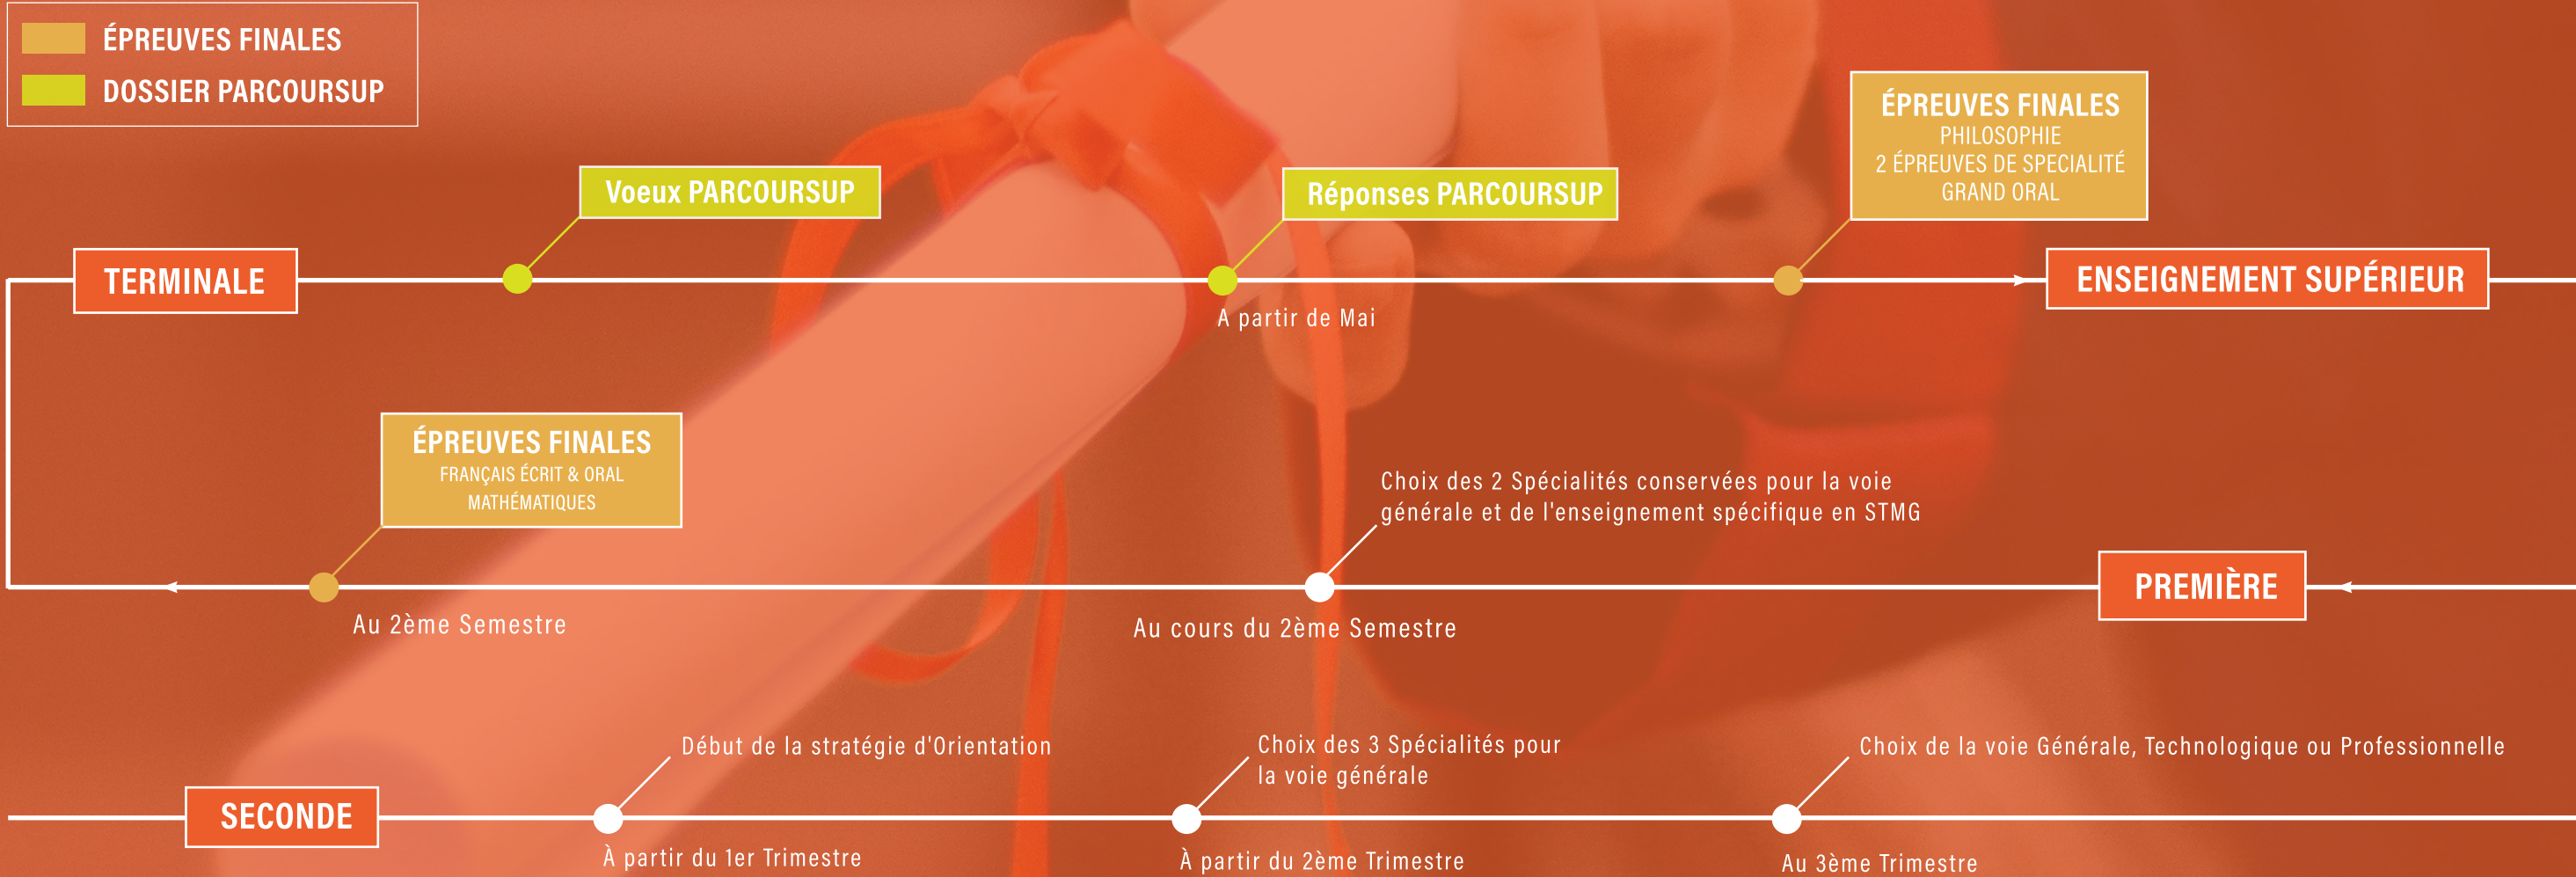 ÉPREUVES FINALES
DOSSIER PARCOURSUP
ÉPREUVES FINALES
PHILOSOPHIE
2 ÉPREUVES DE SPECIALITÉ
GRAND ORAL
Voeux PARCOURSUP
Réponses PARCOURSUP
TERMINALE
ENSEIGNEMENT SUPÉRIEUR
A partir de Mai
ÉPREUVES FINALES
FRANÇAIS ÉCRIT & ORAL
MATHÉMATIQUES
Choix des 2 Spécialités conservées pour la voie
générale et de l'enseignement spécifique en STMG
PREMIÈRE
Au 2ème Semestre
Au cours du 2ème Semestre
Début de la stratégie d'Orientation
Choix des 3 Spécialités pour
la voie générale
Choix de la voie Générale, Technologique ou Professionnelle
SECONDE
À partir du 1er Trimestre
À partir du 2ème Trimestre
Au 3ème Trimestre